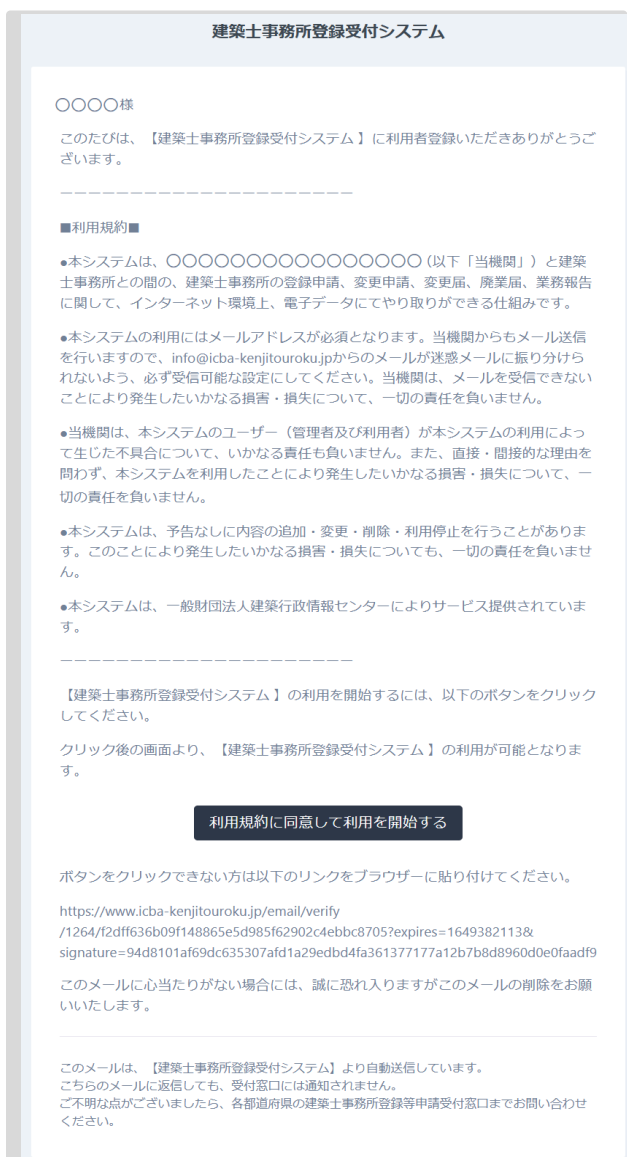 建築士事務所登録受付システム
〇〇〇〇様
このたびは、【建築士事務所登録受付システム 】に利用者登録いただきありがとうご
ざいます。
ーーーーーーーーーーーーーーーーーーーーー
■利用規約■
●本システムは、〇〇〇〇〇〇〇〇〇〇〇〇〇〇〇〇(以下「当機関」）と建築
士事務所との間の、建築士事務所の登録申請、変更申請、変更届、廃業届、業務報告
に関して、インターネット環境上、電子データにてやり取りができる仕組みです。
●本システムの利用にはメールアドレスが必須となります。当機関からもメール送信
を行いますので、info@icba-kenjitouroku.jpからのメールが迷惑メールに振り分けら
れないよう、必ず受信可能な設定にしてください。当機関は、メールを受信できない
ことにより発生したいかなる損害・損失について、一切の責任を負いません。
●当機関は、本システムのユーザー（管理者及び利用者）が本システムの利用によっ
て生じた不具合について、いかなる責任も負いません。また、直接・間接的な理由を
問わず、本システムを利用したことにより発生したいかなる損害・損失について、一
切の責任を負いません。
●本システムは、予告なしに内容の追加・変更・削除・利用停止を行うことがありま
す。このことにより発生したいかなる損害・損失についても、一切の責任を負いませ
ん。
●本システムは、一般財団法人建築行政情報センターによりサービス提供されていま
す。
ーーーーーーーーーーーーーーーーーーーーー
【建築士事務所登録受付システム 】の利用を開始するには、以下のボタンをクリック
してください。
クリック後の画面より、【建築士事務所登録受付システム 】の利用が可能となりま
す。
利用規約に同意して利用を開始する
ボタンをクリックできない方は以下のリンクをブラウザーに貼り付けてください。
https://www.icba-kenjitouroku.jp/email/verify
/1264/f2dff636b09f148865e5d985f62902c4ebbc8705?expires=1649382113&
signature=94d8101af69dc635307afd1a29edbd4fa361377177a12b7b8d8960d0e0faadf9
このメールに心当たりがない場合には、誠に恐れ入りますがこのメールの削除をお願
いいたします。
このメールは、【建築士事務所登録受付システム】より自動送信しています。
こちらのメールに返信しても、受付窓口には通知されません。
ご不明な点がございましたら、各都道府県の建築士事務所登録等申請受付窓口までお問い合わせ
ください。